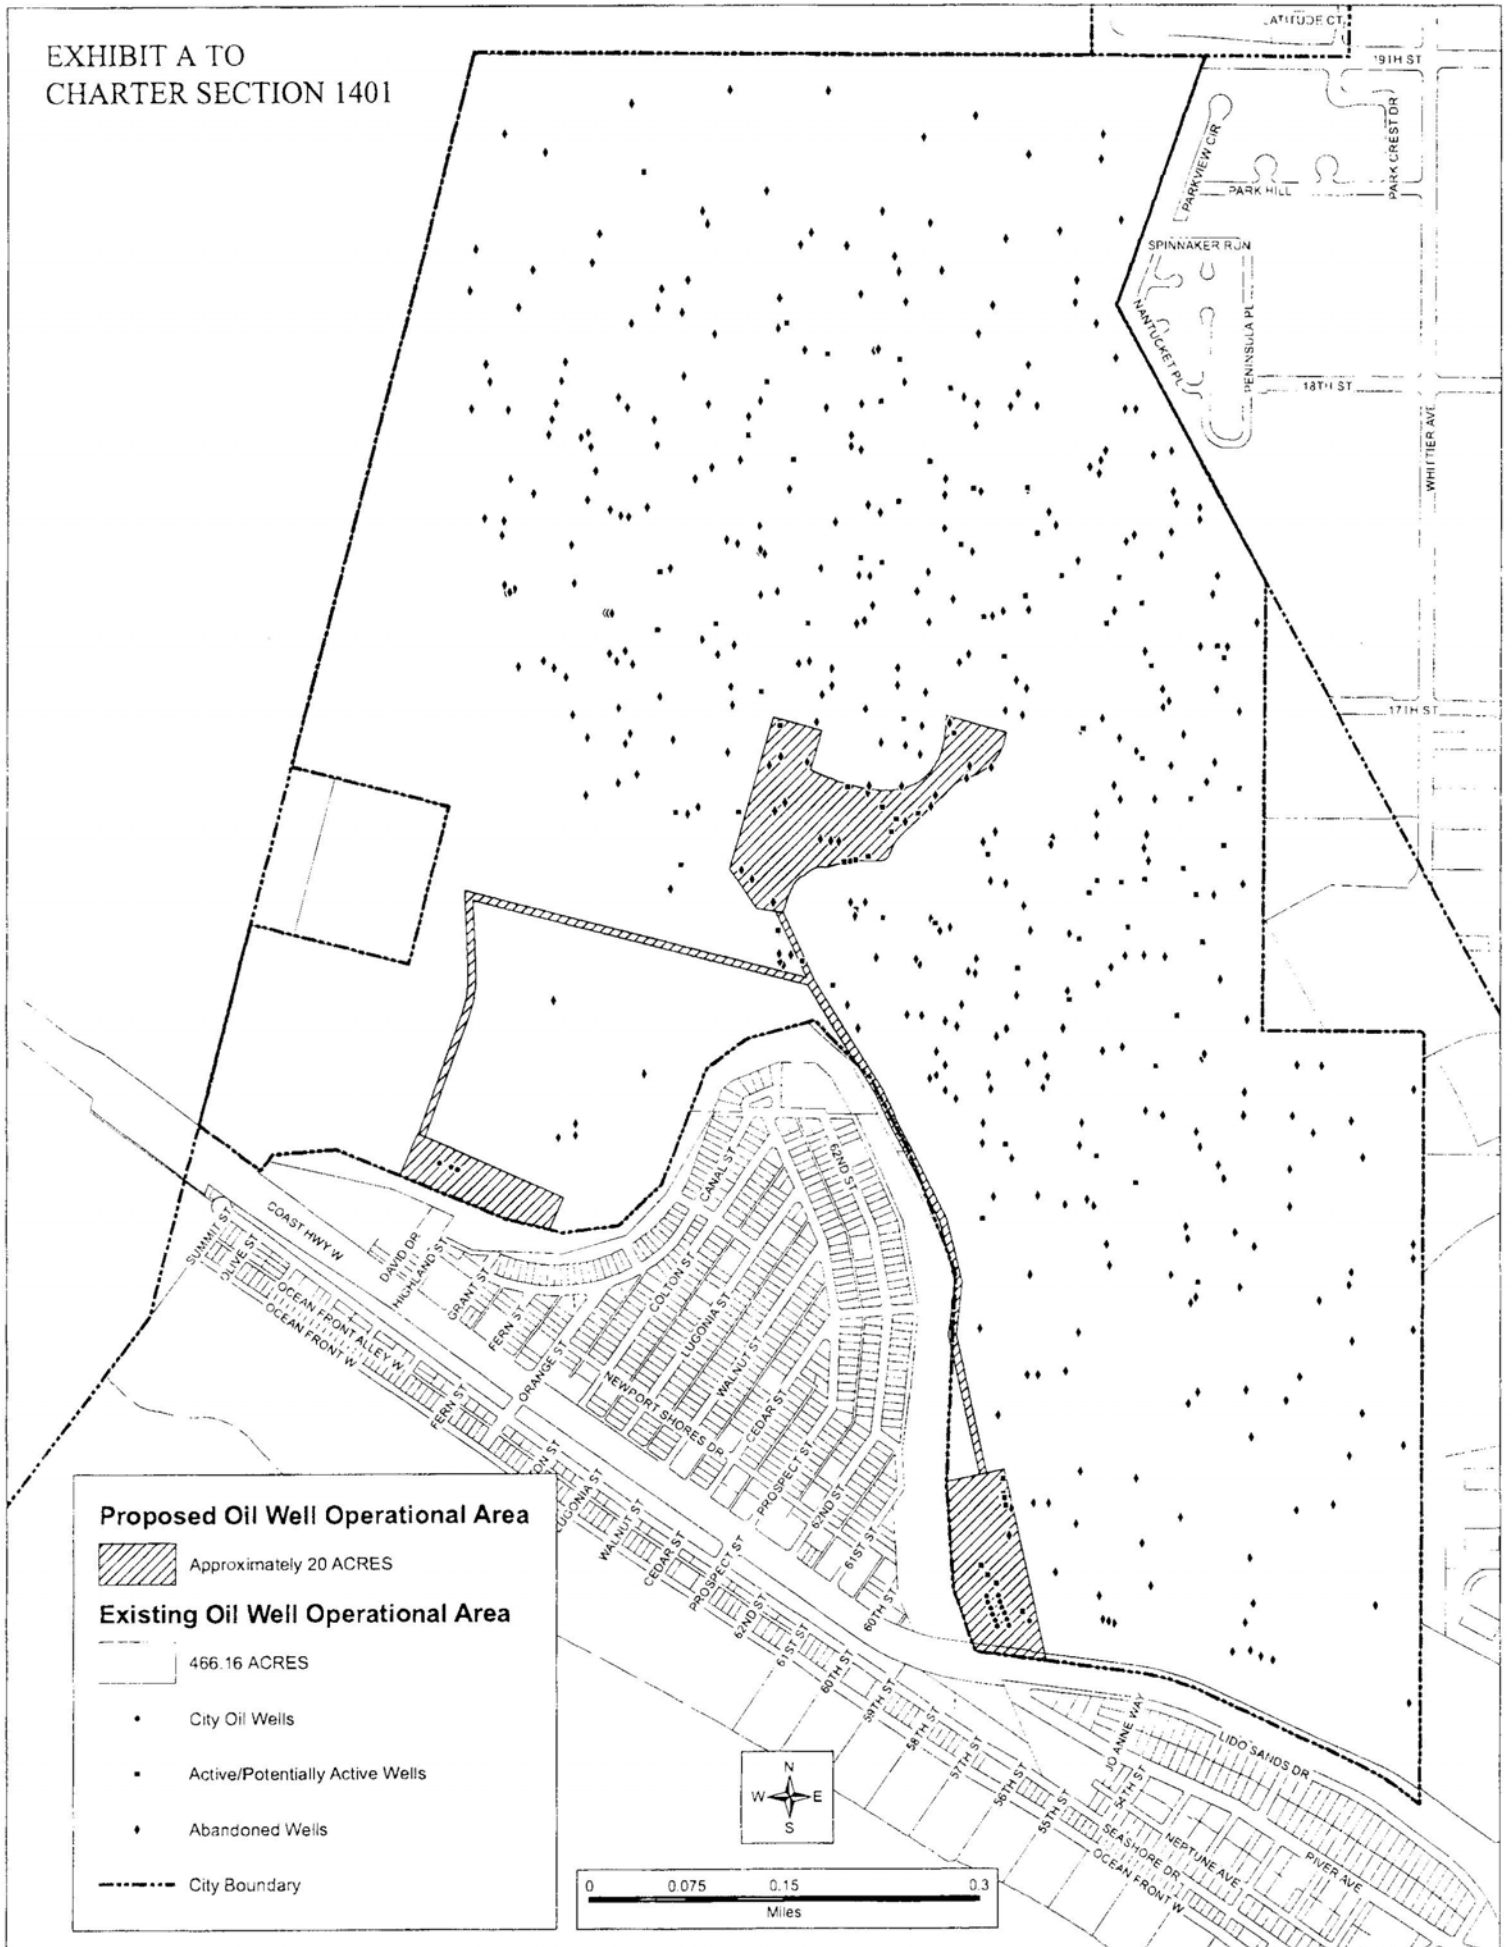 EXHIBIT A TO
CHARTER SECTION 1401
LATITUDE CT
19TH ST
PARK CREST DR
PARKVIEW CIR
PARK HILL
SPINNAKER RUN
NANTUCKET PL
PENINSULA PL
18TH ST
WHITTIER AVE
17TH ST
CANAL ST
62ND ST
COAST HWY W
SUMMIT ST
OLIVE ST
DAVID DR
HIGHLAND ST
GRANT ST
FERN ST
COLTON ST
LUGONIA ST
WALNUT ST
OCEAN FRONT ALLEY W
OCEAN FRONT W
ORANGE ST
NEWPORT SHORES DR
CEDAR ST
PROSPECT ST
62ND ST
61ST ST
60TH ST
FERN ST
ON ST
LUGONIA ST
WALNUT ST
CEDAR ST
PROSPECT ST
62ND ST
61ST ST
60TH ST
59TH ST
58TH ST
57TH ST
56TH ST
55TH ST
54TH ST
JO ANNE WAY
LIDO SANDS DR
SEASHORE DR
NEPTUNE AVE
RIVER AVE
OCEAN FRONT W
Proposed Oil Well Operational Area
Approximately 20 ACRES
Existing Oil Well Operational Area
466.16 ACRES
City Oil Wells
Active/Potentially Active Wells
Abandoned Wells
City Boundary
N
W E
S
0 0.075 0.15 0.3
Miles